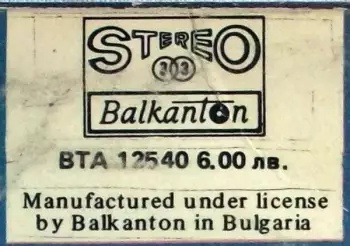 STEREO
33
Balkanton
ВТА 12540 6.00 лв.
Manufactured under license
by Balkanton in Bulgaria